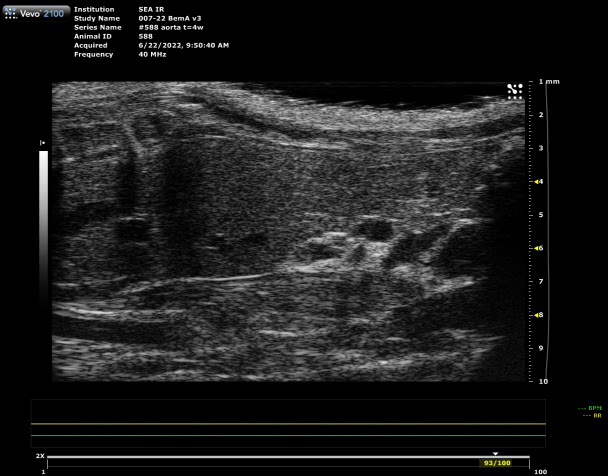 Vevo 2100
Institution SEA IR
Study Name 007-22 BemA v3
Series Name #588 aorta t=4w
Animal ID 588
Acquired 6/22/2022, 9:50:40 AM
Frequency 40 MHz
1 mm
2
3
4
5
6
7
8
9
10
--- BPM
--- RR
2X
93/100
1 100